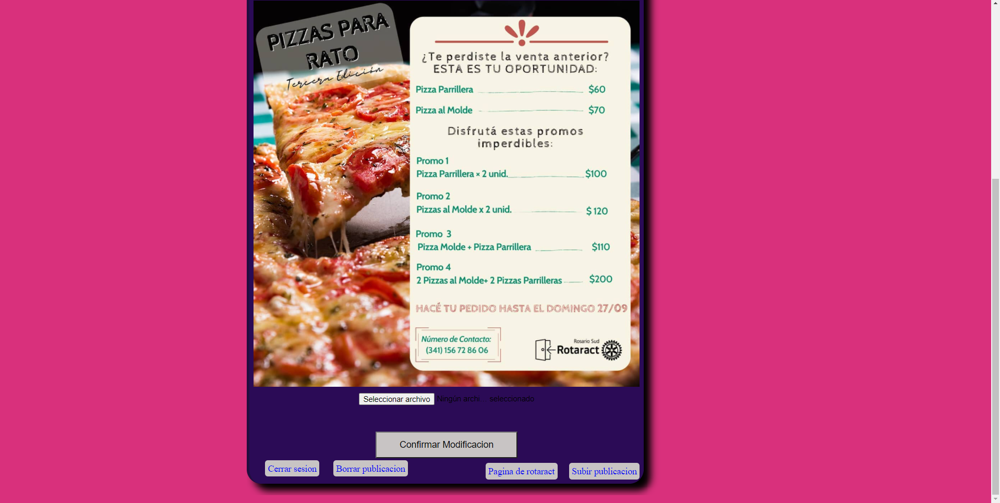 PIZZAS PARA
RATO
Tercera Edición
¿Te perdiste la venta anterior?
ESTA ES TU OPORTUNIDAD:
Pizza Parrillera $60
Pizza al Molde $70
Disfrutá estas promos
imperdibles:
Promo 1
Pizza Parrillera × 2 unid. $100
Promo 2
Pizzas al Molde x 2 unid. $ 120
Promo 3
Pizza Molde + Pizza Parrillera $110
Promo 4
2 Pizzas al Molde+ 2 Pizzas Parrilleras $200
HACÉ TU PEDIDO HASTA EL DOMINGO 27/09
Número de Contacto:
(341) 156 72 86 06
Rosario Sud
Rotaract
Seleccionar archivo Ningún archi... seleccionado
Confirmar Modificacion
Cerrar sesion Borrar publicacion Pagina de rotaract Subir publicacion